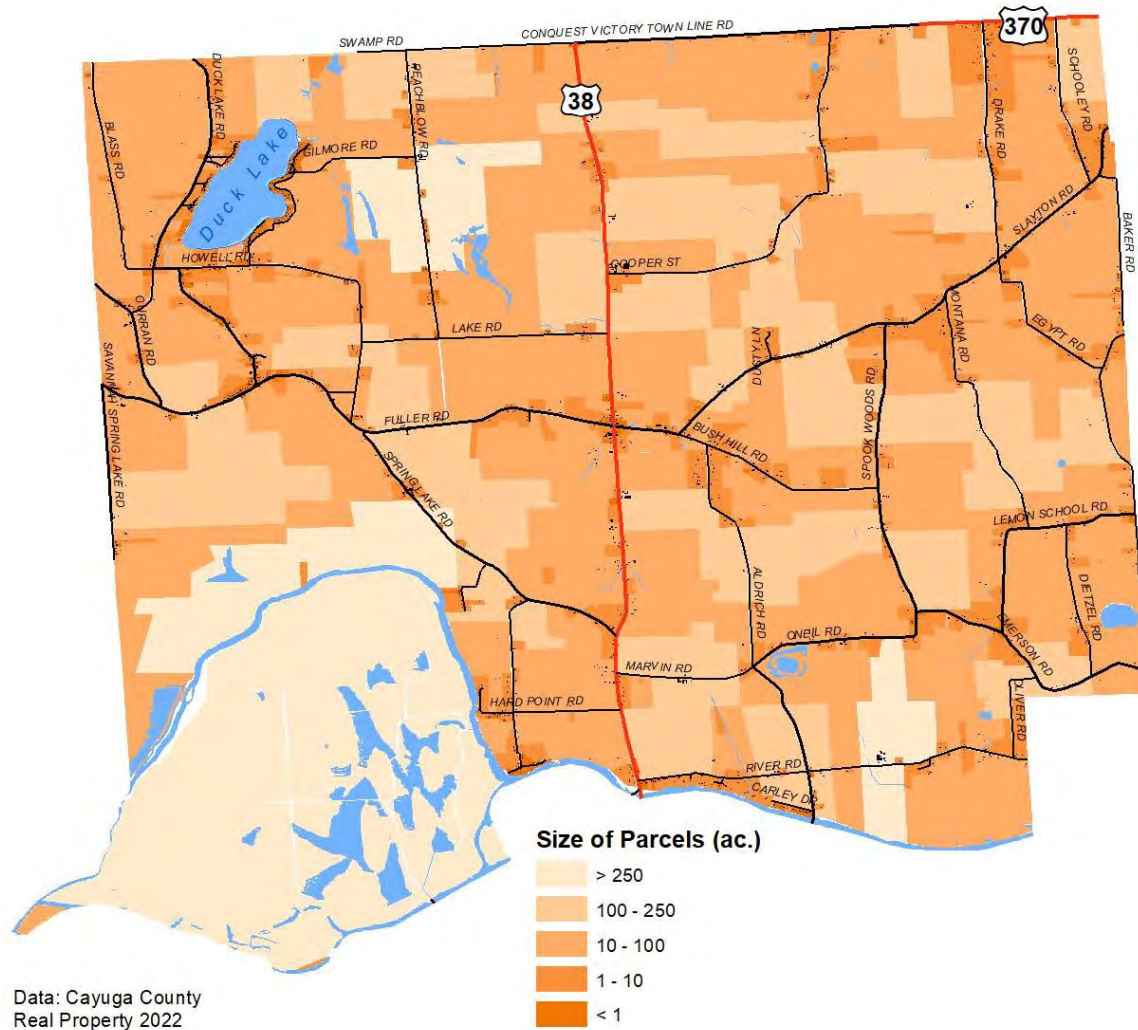 CONQUEST VICTORY TOWN LINE RD
SWAMP RD
370
38
DUCK LAKE RD
PEACHBLOW RD
SCHOOLEY RD
DRAKE RD
BLASS RD
GILMORE RD
Duck Lake
SLAYTON RD
BAKER RD
HOWELL RD
COOPER ST
CURRAN RD
LAKE RD
DUSTYLN
MONTANA RD
EGYPT RD
SAVANNAH SPRING LAKE RD
FULLER RD
BUSH HILL RD
SPOOK WOODS RD
SPRING LAKE RD
LEMON SCHOOL RD
ALDRICH RD
DIETZEL RD
ONEIL RD
EMERSON RD
MARVIN RD
OLIVER RD
HARD POINT RD
RIVER RD
CARLEY DR
Size of Parcels (ac.)
> 250
100 - 250
10 - 100
1 - 10
< 1
Data: Cayuga County
Real Property 2022